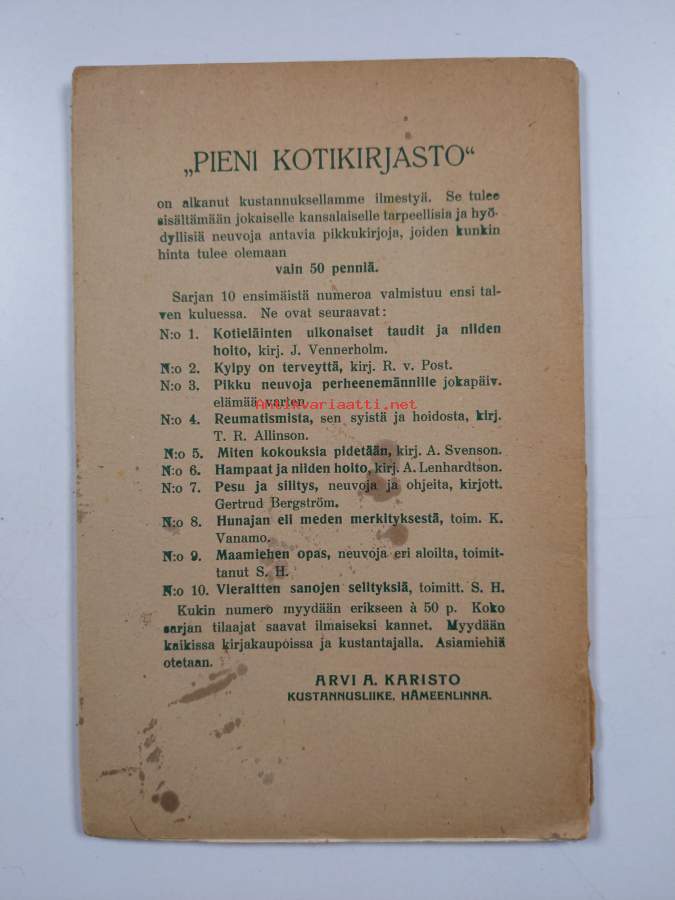 „PIENI KOTIKIRJASTO“
on alkanut kustannuksellamme ilmestyä. Se tulee
sisältämään jokaiselle kansalaiselle tarpeellisia ja hyö-
dyllisiä neuvoja antavia pikkukirjoja, joiden kunkin
hinta tulee olemaan
vain 50 penniä.
Sarjan 10 ensimäistä numeroa valmistuu ensi tal-
ven kuluessa. Ne ovat seuraavat:
N:o 1. Kotieläinten ulkonaiset taudit ja niiden
hoito, kirj. J. Vennerholm.
N:o 2. Kylpy on terveyttä, kirj. R. v. Post.
N:o 3. Pikku neuvoja perheenemännille jokapäiv.
elämää varten.
Antikvariaatti.net
N:o 4. Reumatismista, sen syistä ja hoidosta, kirj.
T. R. Allinson.
N:o 5. Miten kokouksia pidetään, kirj. A. Svenson.
N:o 6. Hampaat ja niiden hoito, kirj. A. Lenhardtson.
N:o 7. Pesu ja silitys, neuvoja ja ohjeita, kirjott.
Gertrud Bergström.
N:o 8. Hunajan eli meden merkityksestä, toim. K.
Vanamo.
N:o 9. Maamiehen opas, neuvoja eri aloilta, toimit-
tanut S. H.
N:o 10. Vieraitten sanojen selityksiä, toimitt. S. H.
Kukin numero myydään erikseen à 50 p. Koko
sarjan tilaajat saavat ilmaiseksi kannet. Myydään
kaikissa kirjakaupoissa ja kustantajalla. Asiamiehiä
otetaan.
ARVI A. KARISTO
KUSTANNUSLIIKE, HÄMEENLINNA.